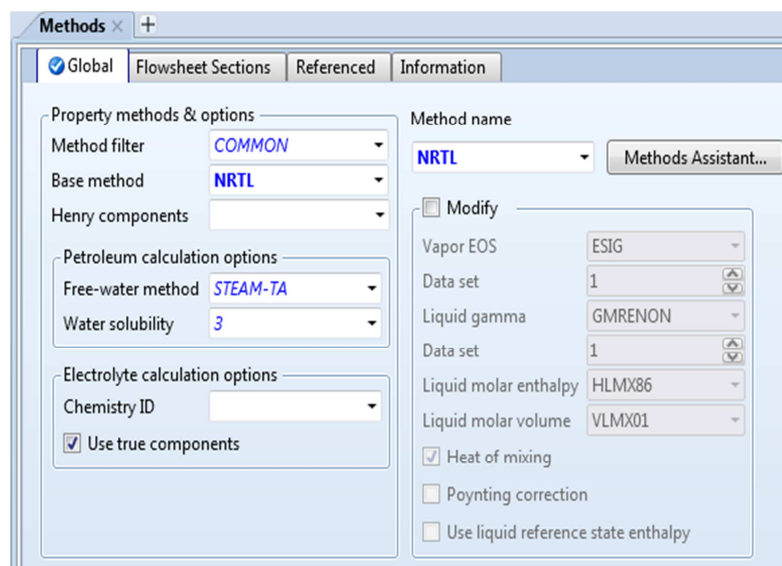 Methods × +
Global Flowsheet Sections Referenced Information
Property methods & options
Method filter COMMON
Base method NRTL
Henry components
Petroleum calculation options
Free-water method STEAM-TA
Water solubility 3
Electrolyte calculation options
Chemistry ID
Use true components
Method name
NRTL Methods Assistant...
Modify
Vapor EOS ESIG
Data set 1
Liquid gamma GMRENON
Data set 1
Liquid molar enthalpy HLMX86
Liquid molar volume VLMX01
Heat of mixing
Poynting correction
Use liquid reference state enthalpy